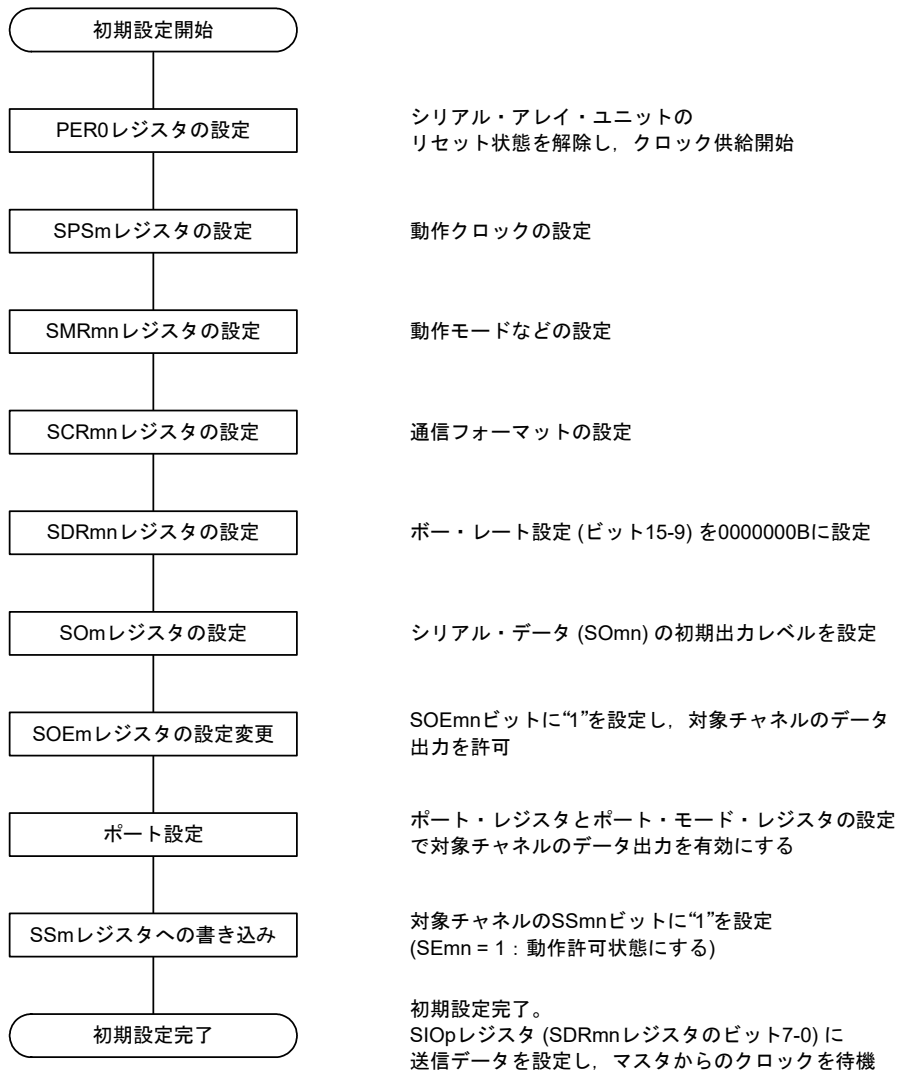 初期設定開始
PER0レジスタの設定
シリアル・アレイ・ユニットの
リセット状態を解除し，クロック供給開始
SPSmレジスタの設定
動作クロックの設定
SMRmnレジスタの設定
動作モードなどの設定
SCRmnレジスタの設定
通信フォーマットの設定
SDRmnレジスタの設定
ボー・レート設定 (ビット15-9) を0000000Bに設定
SOmレジスタの設定
シリアル・データ (SOmn) の初期出力レベルを設定
SOEmレジスタの設定変更
SOEmnビットに“1”を設定し，対象チャネルのデータ
出力を許可
ポート設定
ポート・レジスタとポート・モード・レジスタの設定
で対象チャネルのデータ出力を有効にする
SSmレジスタへの書き込み
対象チャネルのSSmnビットに“1”を設定
(SEmn = 1：動作許可状態にする)
初期設定完了
初期設定完了。
SIOpレジスタ (SDRmnレジスタのビット7-0) に
送信データを設定し，マスタからのクロックを待機